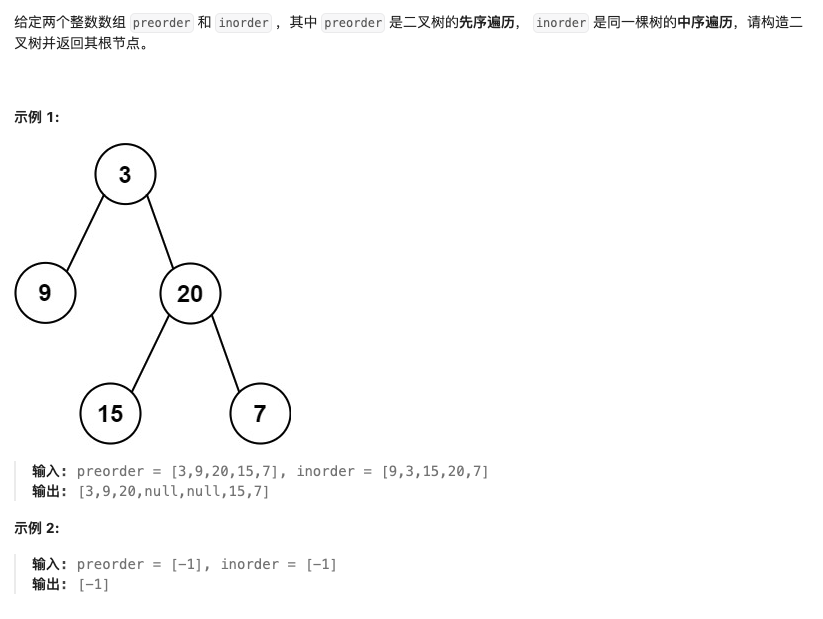 给定两个整数数组 preorder 和 inorder ，其中 preorder 是二叉树的先序遍历， inorder 是同一棵树的中序遍历，请构造二
叉树并返回其根节点。
示例 1:
3
9
20
15
7
输入: preorder = [3,9,20,15,7], inorder = [9,3,15,20,7]
输出: [3,9,20,null,null,15,7]
示例 2:
输入: preorder = [-1], inorder = [-1]
输出: [-1]